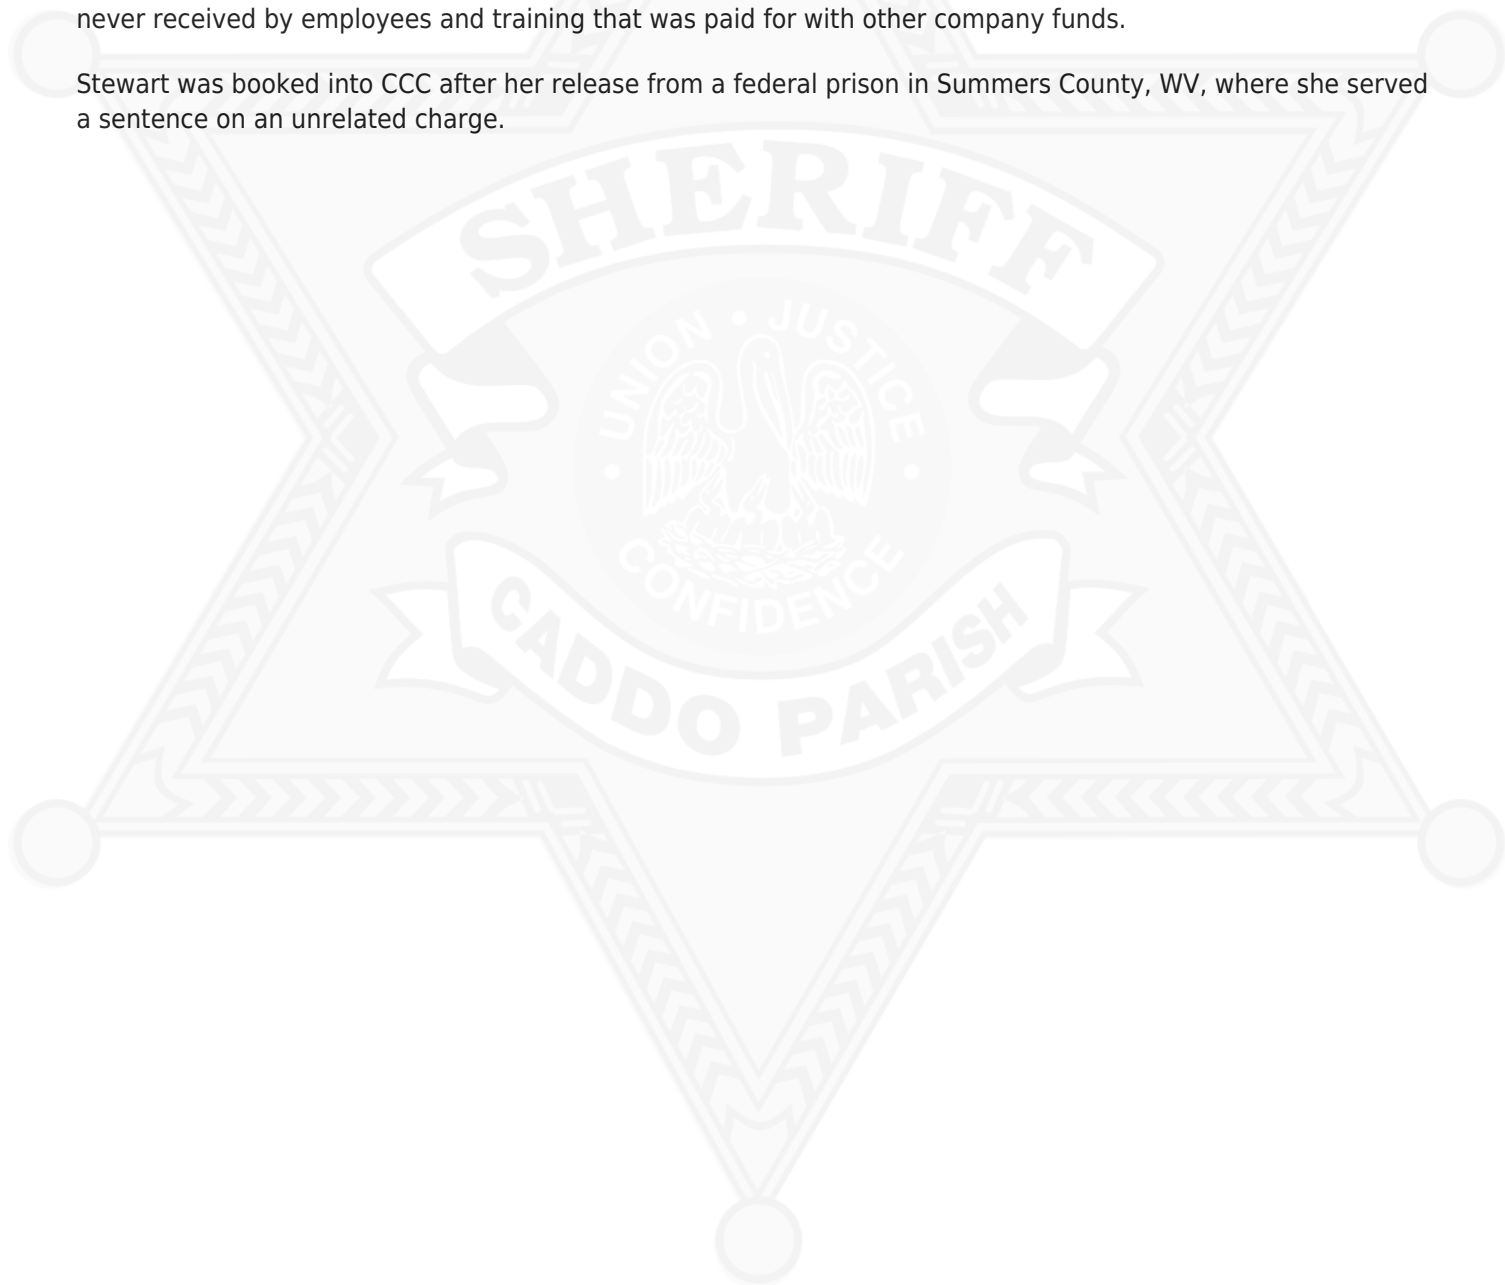 never received by employees and training that was paid for with other company funds.
Stewart was booked into CCC after her release from a federal prison in Summers County, WV, where she served
a sentence on an unrelated charge.
SHERIFF
UNION • JUSTICE
CONFIDENCE
CADDO PARISH